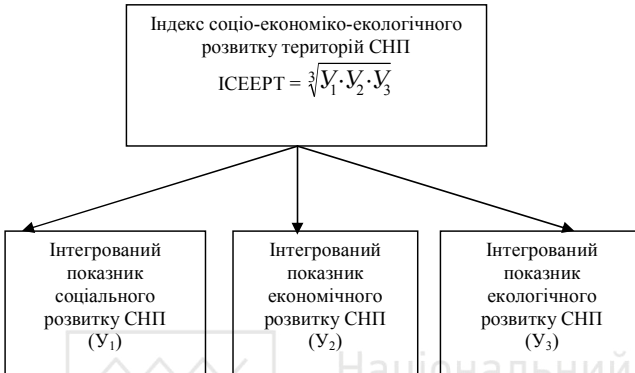 Індекс соціо-економіко-екологічного
розвитку територій СНП
ІСЕЕРТ = ∛У₁·У₂·У₃
Інтегрований
показник
соціального
розвитку СНП
(У₁)
Інтегрований
показник
економічного
розвитку СНП
(У₂)
Інтегрований
показник
екологічного
розвитку СНП
(У₃)
Національний